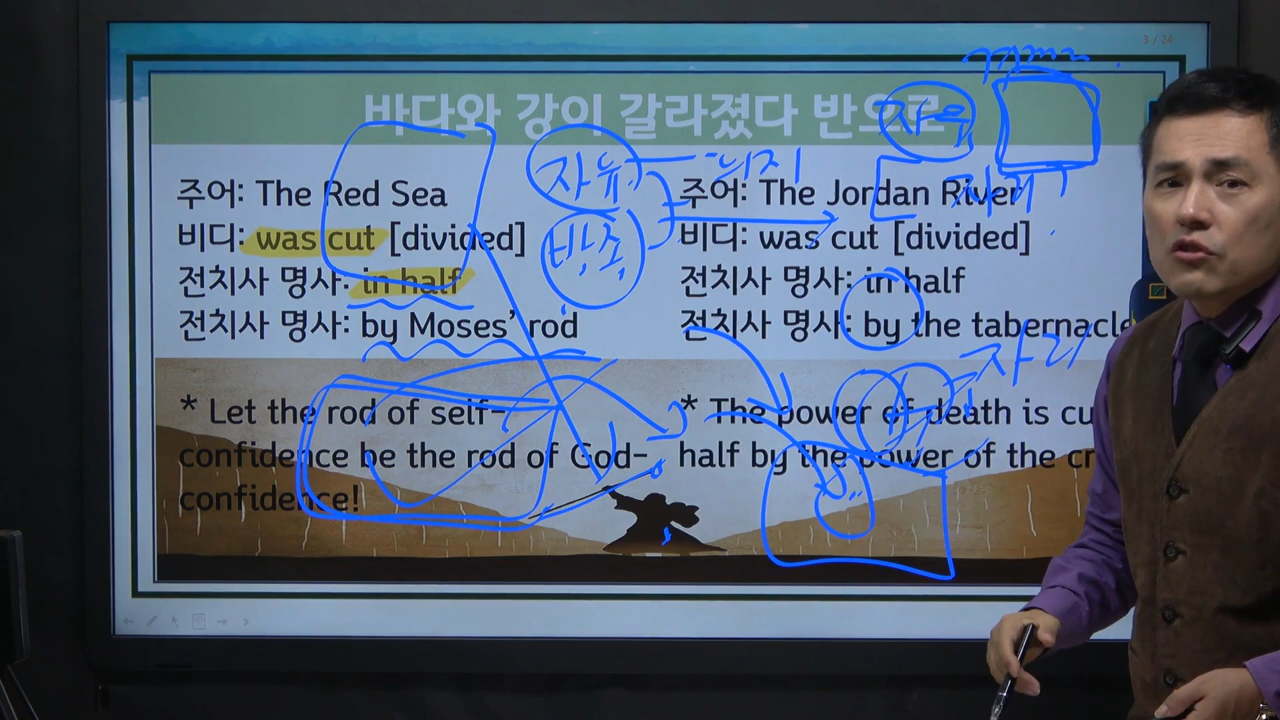 3 / 24
바다와 강이 갈라졌다 반으로
주어: The Red Sea
비디: was cut [divided]
전치사 명사: in half
전치사 명사: by Moses' rod
* Let the rod of self-
confidence be the rod of God-
confidence!
주어: The Jordan River
비디: was cut [divided]
전치사 명사: in half
전치사 명사: by the tabernacle
* The power of death is cu
half by the power of the cr
자유
방종
자유
자리